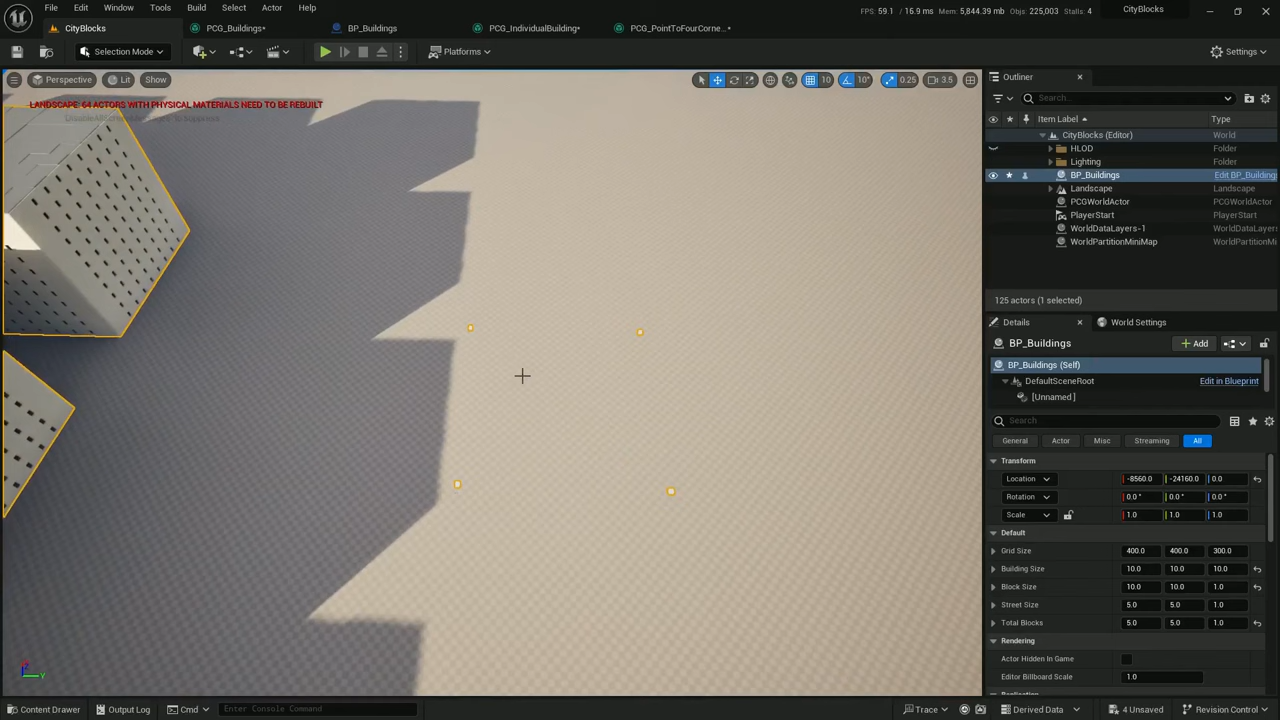 File Edit Window Tools Build Select Actor Help
FPS: 59.1 / 16.9 ms Mem: 5,844.39 mb Objs: 225,003 Stalls: 4
CityBlocks
CityBlocks
PCG_Buildings*
BP_Buildings
PCG_IndividualBuilding*
PCG_PointToFourCorne...*
Selection Mode
Platforms
Settings
Perspective
Lit
Show
10
10°
0.25
3.5
LANDSCAPE: 64 ACTORS WITH PHYSICAL MATERIALS NEED TO BE REBUILT
Outliner
Search...
Item Label
Type
CityBlocks (Editor) World
HLOD Folder
Lighting Folder
BP_Buildings Edit BP_Building
Landscape Landscape
PCGWorldActor PCGWorldActor
PlayerStart PlayerStart
WorldDataLayers-1 WorldDataLayer
WorldPartitionMiniMap WorldPartitionM
125 actors (1 selected)
Details
World Settings
BP_Buildings
Add
BP_Buildings (Self)
DefaultSceneRoot Edit in Blueprint
[Unnamed ]
Search
General Actor Misc Streaming All
Transform
Location -8560.0 -24160.0 0.0
Rotation 0.0 ° 0.0 ° 0.0 °
Scale 1.0 1.0 1.0
Default
Grid Size 400.0 400.0 300.0
Building Size 10.0 10.0 10.0
Block Size 10.0 10.0 1.0
Street Size 5.0 5.0 1.0
Total Blocks 5.0 5.0 1.0
Rendering
Actor Hidden In Game
Editor Billboard Scale 1.0
Content Drawer
Output Log
Cmd
Enter Console Command
Trace
Derived Data
4 Unsaved
Revision Control